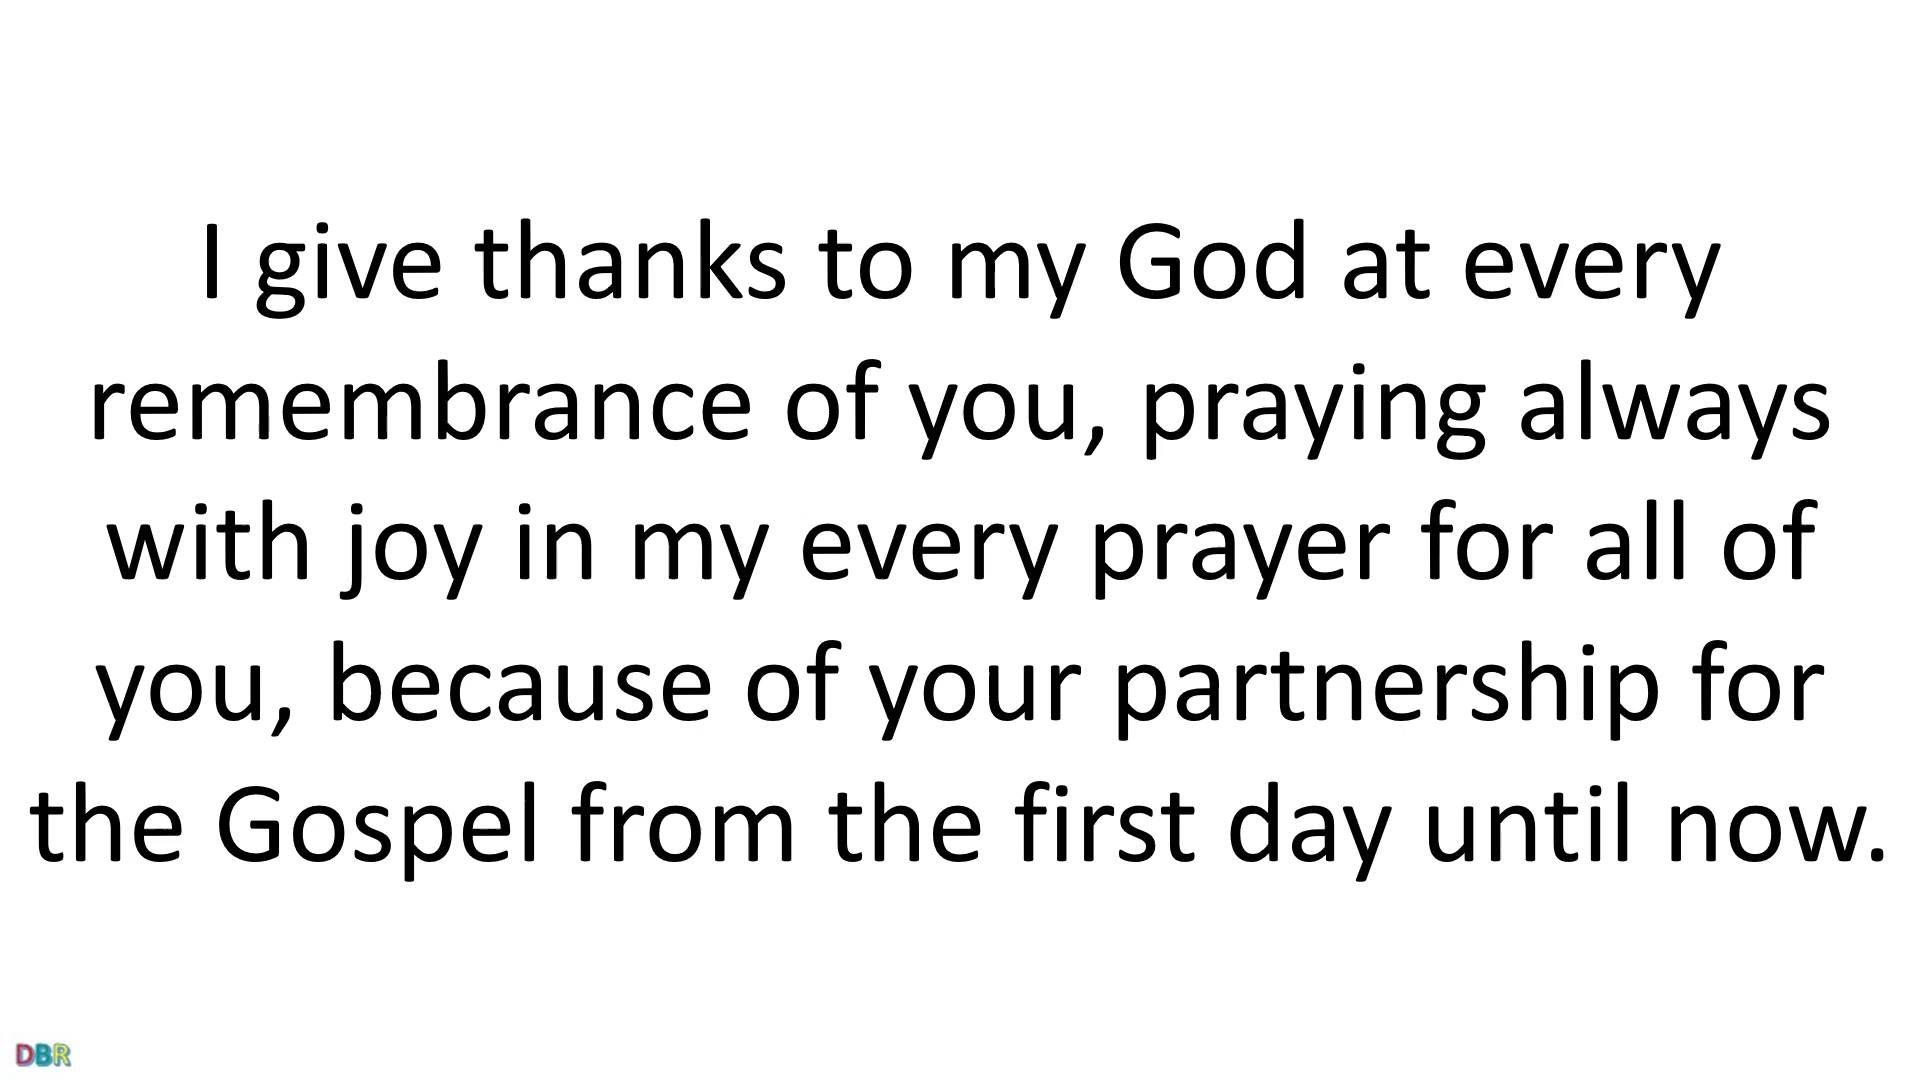 I give thanks to my God at every
remembrance of you, praying always
with joy in my every prayer for all of
you, because of your partnership for
the Gospel from the first day until now.
DBR